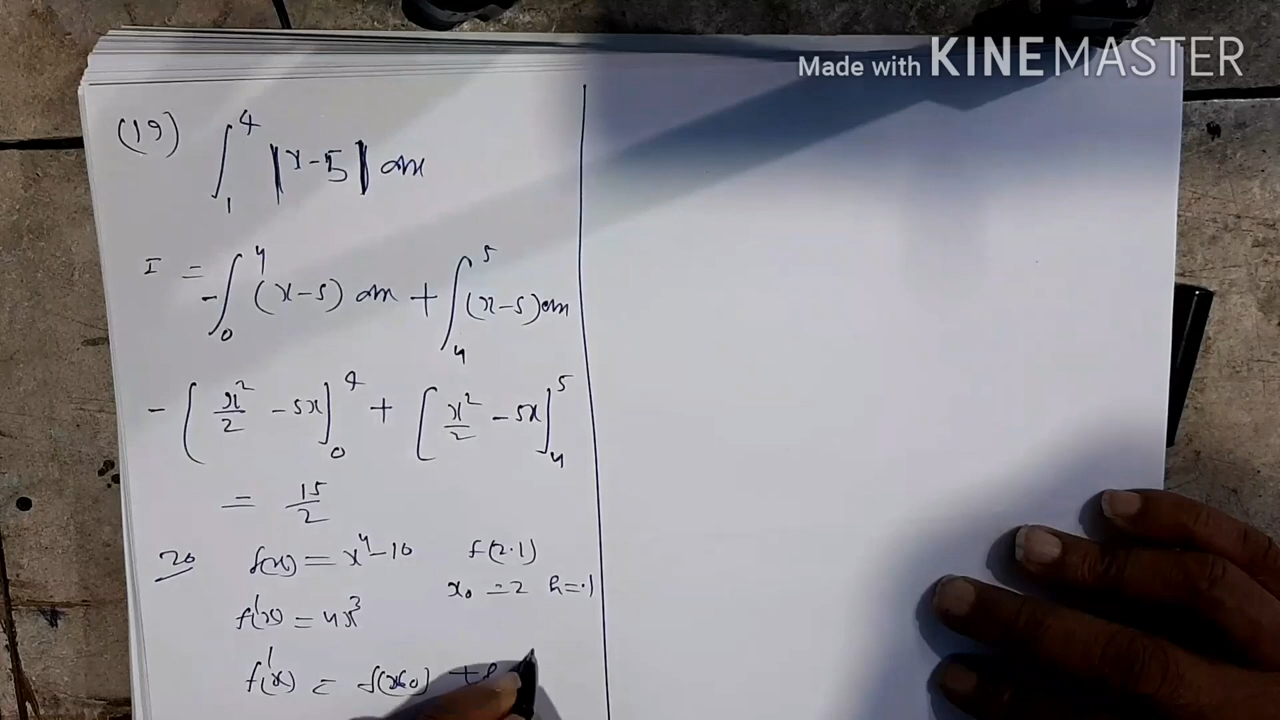 Made with KINEMASTER
(19) ∫₁⁴ |x-5| dx
I = -∫₀⁴ (x-5) dx + ∫₄⁵ (x-5) dx
- [x²/2 - 5x]₀⁴ + [x²/2 - 5x]₄⁵
= 15/2
20 f(x) = x⁴-10 f(2.1)
x₀ = 2 h=.1
f'(x) = 4x³
f'(x) = f(x₀) +